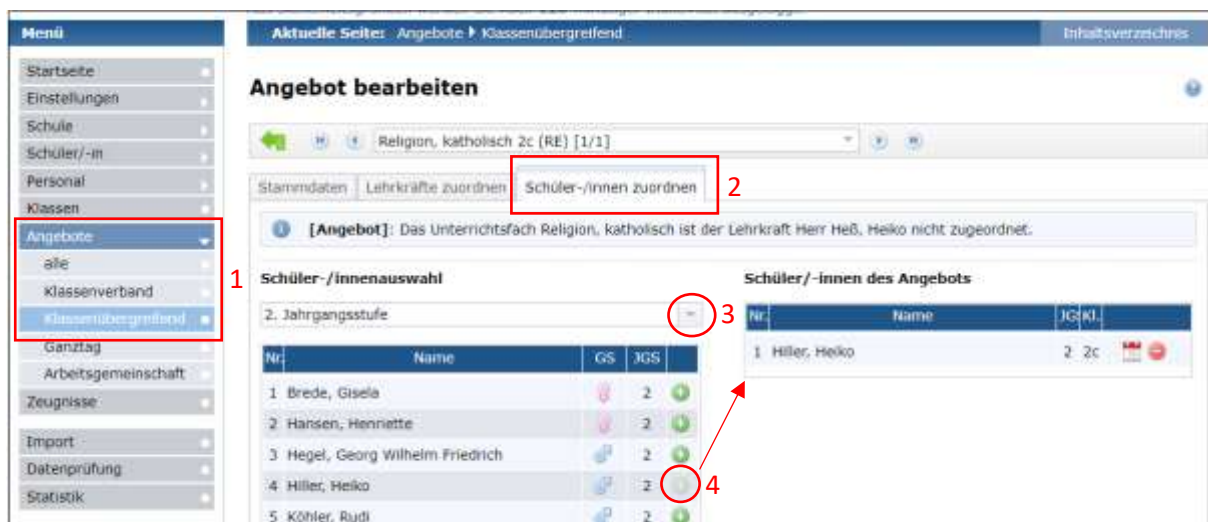 Menü
Aktuelle Seite: Angebote Klassenübergreifend
Inhaltsverzeichnis
Startseite
Einstellungen
Schule
Schüler/-in
Personal
Klassen
Angebote
alle
Klassenverband
Klassenübergreifend
Ganztag
Arbeitsgemeinschaft
Zeugnisse
Import
Datenprüfung
Statistik
1
Angebot bearbeiten
Religion, katholisch 2c (RE) [1/1]
Stammdaten Lehrkräfte zuordnen Schüler-/innen zuordnen 2
[Angebot]: Das Unterrichtsfach Religion, katholisch ist der Lehrkraft Herr Heß, Heiko nicht zugeordnet.
Schüler-/innenauswahl
2. Jahrgangsstufe 3
Nr. Name GS JGS
1 Brede, Gisela 2
2 Hansen, Henriette 2
3 Hegel, Georg Wilhelm Friedrich 2
4 Hiller, Heiko 2 4
5 Köhler, Rudi 2
Schüler/-innen des Angebots
Nr. Name JGS Kl.
1 Hiller, Heiko 2 2c